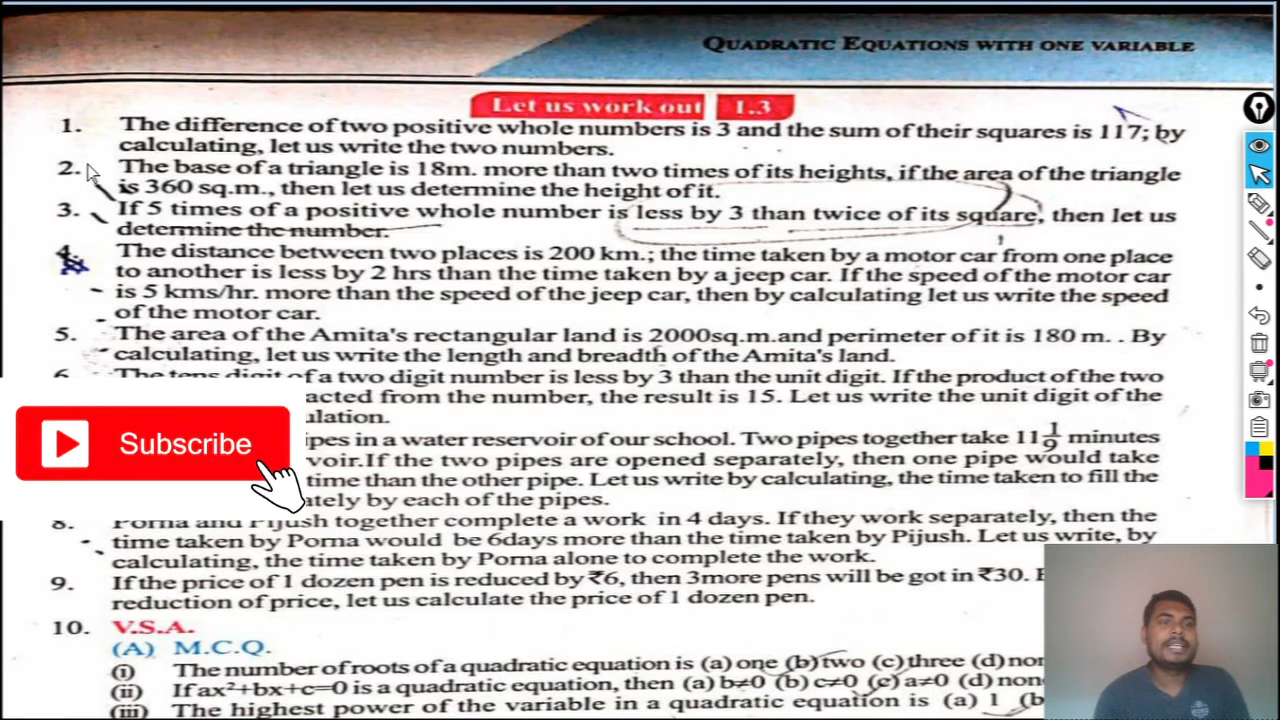 QUADRATIC EQUATIONS WITH ONE VARIABLE
Let us work out 1.3
1. The difference of two positive whole numbers is 3 and the sum of their squares is 117; by
calculating, let us write the two numbers.
2. The base of a triangle is 18m. more than two times of its heights, if the area of the triangle
is 360 sq.m., then let us determine the height of it.
3. If 5 times of a positive whole number is less by 3 than twice of its square, then let us
determine the number.
4. The distance between two places is 200 km.; the time taken by a motor car from one place
to another is less by 2 hrs than the time taken by a jeep car. If the speed of the motor car
is 5 kms/hr. more than the speed of the jeep car, then by calculating let us write the speed
of the motor car.
5. The area of the Amita's rectangular land is 2000sq.m.and perimeter of it is 180 m. . By
calculating, let us write the length and breadth of the Amita's land.
6. The tens digit of a two digit number is less by 3 than the unit digit. If the product of the two
acted from the number, the result is 15. Let us write the unit digit of the
ulation.
ipes in a water reservoir of our school. Two pipes together take 11 1/9 minutes
voir.If the two pipes are opened separately, then one pipe would take
time than the other pipe. Let us write by calculating, the time taken to fill the
ately by each of the pipes.
Subscribe
8. Porna and Pijush together complete a work in 4 days. If they work separately, then the
time taken by Porna would be 6days more than the time taken by Pijush. Let us write, by
calculating, the time taken by Porna alone to complete the work.
9. If the price of 1 dozen pen is reduced by ₹6, then 3more pens will be got in ₹30.
reduction of price, let us calculate the price of 1 dozen pen.
10. V.S.A.
(A) M.C.Q.
(i) The number of roots of a quadratic equation is (a) one (b) two (c) three (d) non
(ii) If ax²+bx+c=0 is a quadratic equation, then (a) b≠0 (b) c≠0 (c) a≠0 (d) non
(iii) The highest power of the variable in a quadratic equation is (a) 1 (b